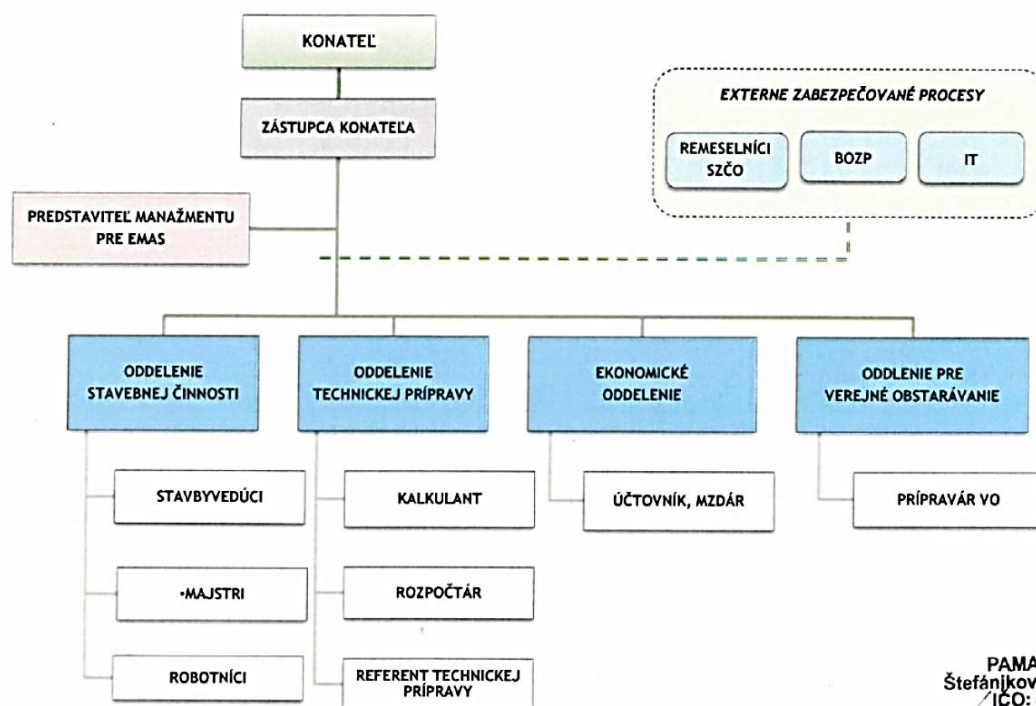 KONATEĽ
ZÁSTUPCA KONATEĽA
EXTERNE ZABEZPEČOVANÉ PROCESY
REMESELNÍCI
SZČO
BOZP
IT
PREDSTAVITEĽ MANAŽMENTU
PRE EMAS
ODDELENIE
STAVEBNEJ ČINNOSTI
ODDELENIE
TECHNICKEJ PRÍPRAVY
EKONOMICKÉ
ODDELENIE
ODDLENIE PRE
VEREJNÉ OBSTARÁVANIE
STAVBYVEDÚCI
KALKULANT
ÚČTOVNÍK, MZDÁR
PRÍPRAVÁR VO
MAJSTRI
ROZPOČTÁR
ROBOTNÍCI
REFERENT TECHNICKEJ
PRÍPRAVY
PAMA
Štefánikov
IČO: